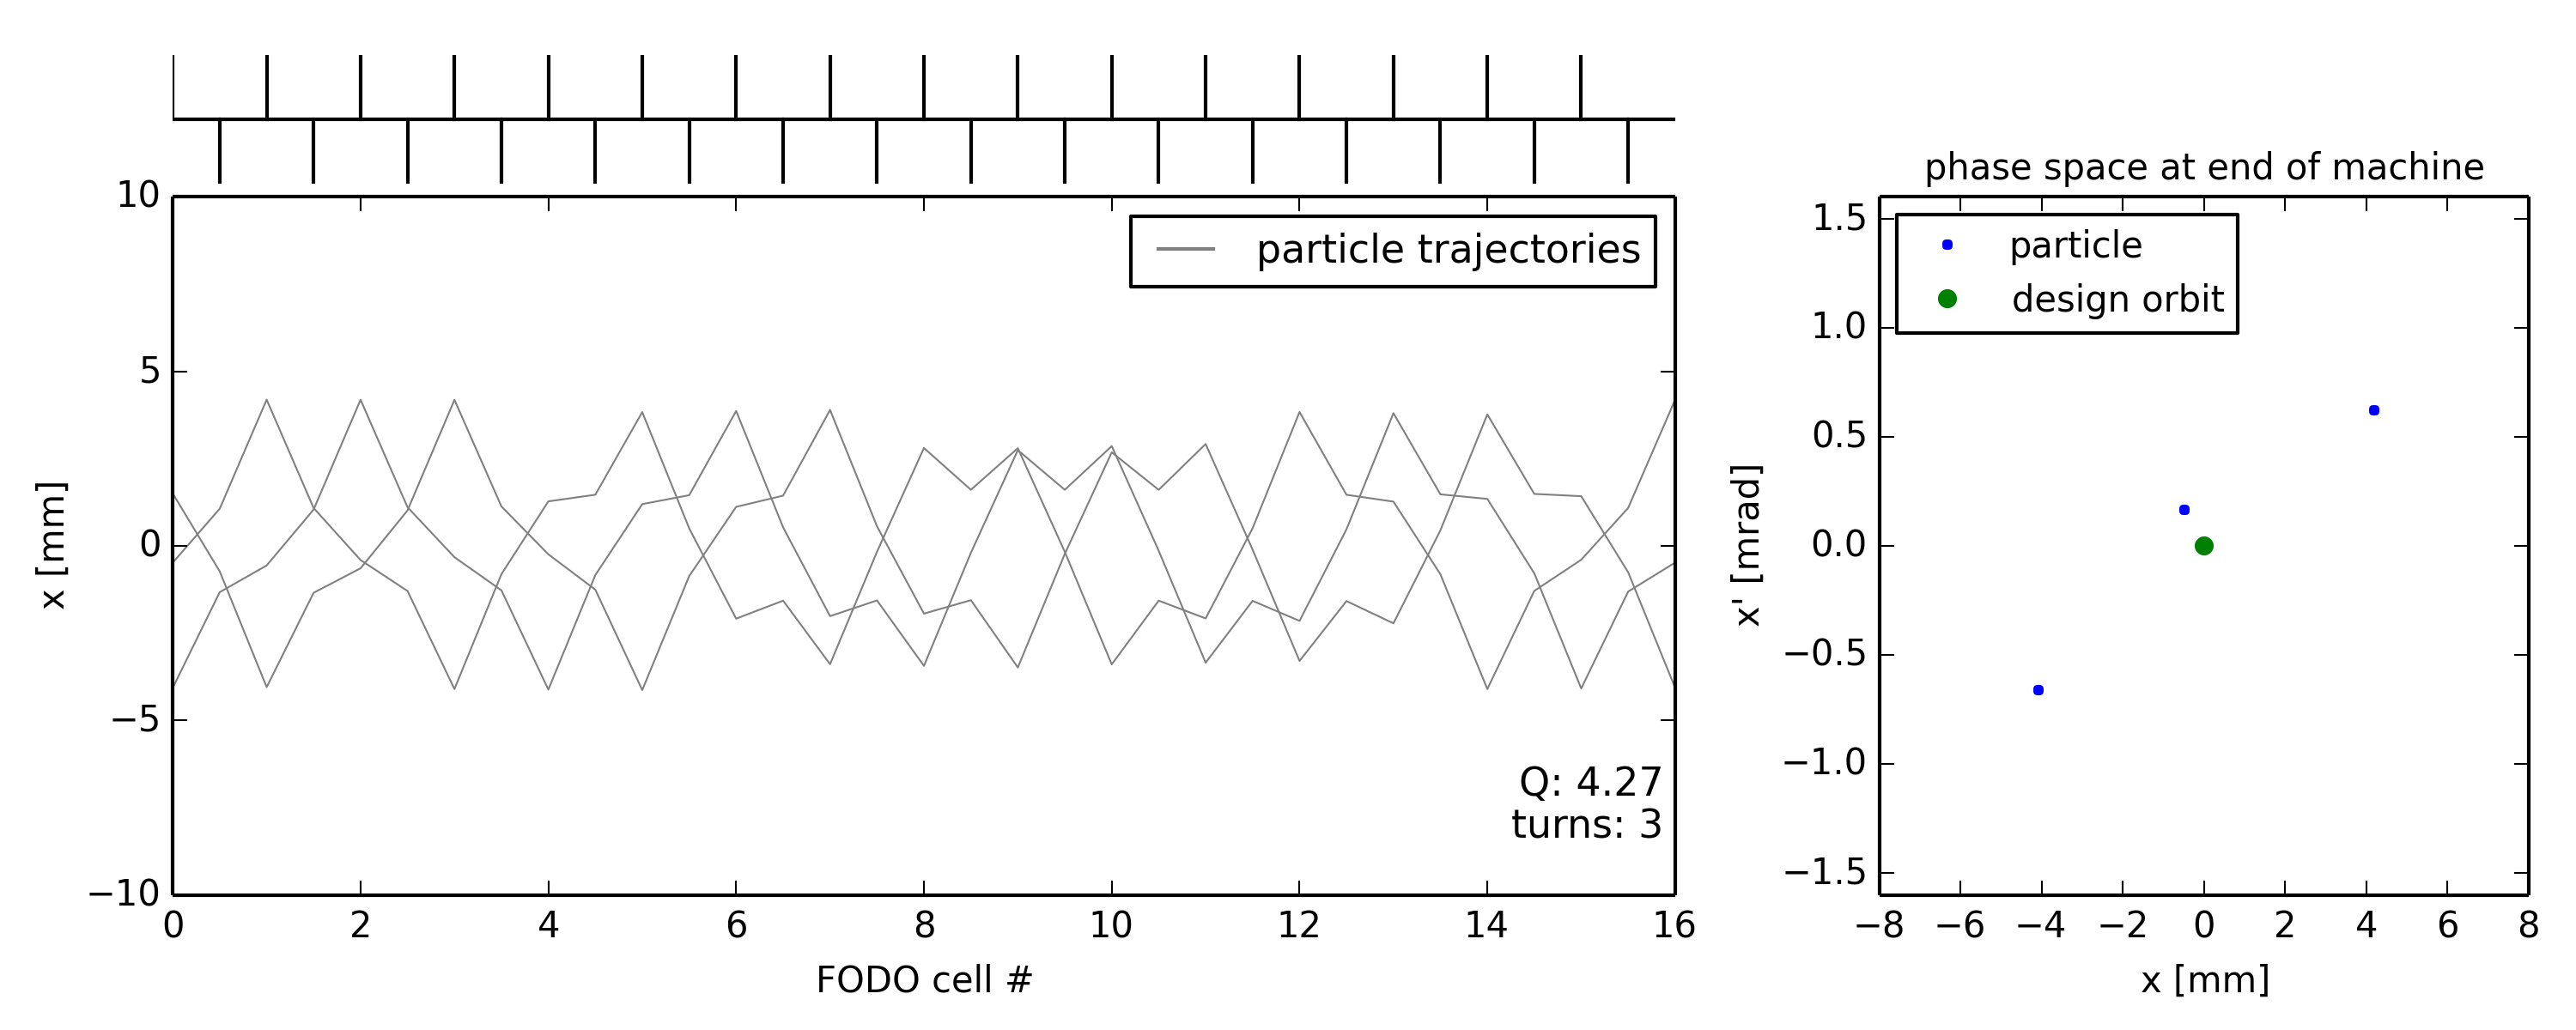 10
5
0
−5
−10
x [mm]
particle trajectories
Q: 4.27
turns: 3
0 2 4 6 8 10 12 14 16
FODO cell #
phase space at end of machine
particle
design orbit
1.5
1.0
0.5
0.0
−0.5
−1.0
−1.5
x' [mrad]
−8 −6 −4 −2 0 2 4 6 8
x [mm]